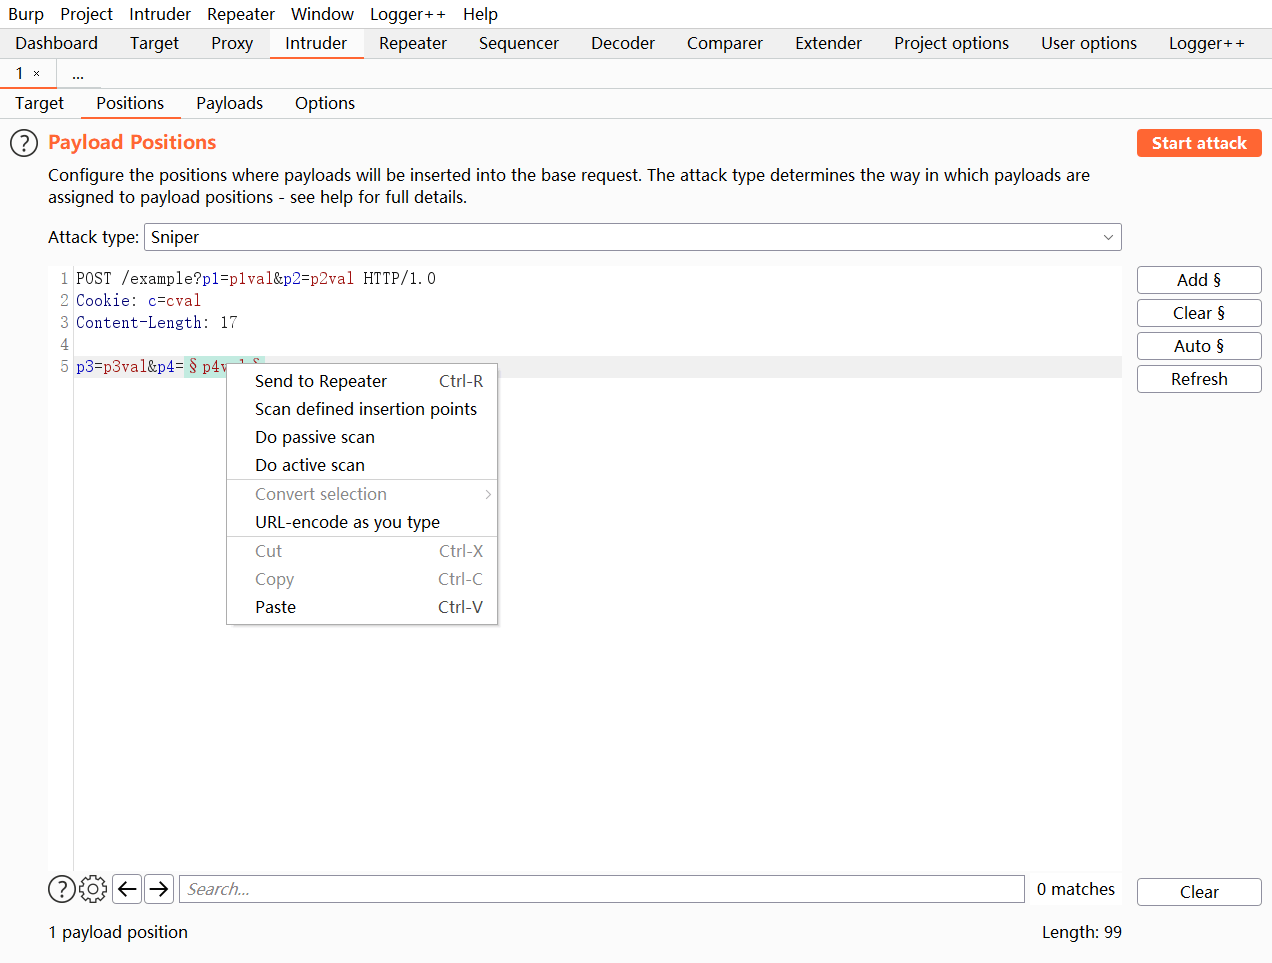 Burp Project Intruder Repeater Window Logger++ Help
Dashboard Target Proxy Intruder Repeater Sequencer Decoder Comparer Extender Project options User options Logger++
1 × ...
Target Positions Payloads Options
? Payload Positions Start attack
Configure the positions where payloads will be inserted into the base request. The attack type determines the way in which payloads are
assigned to payload positions - see help for full details.
Attack type: Sniper
1 POST /example?p1=p1val&p2=p2val HTTP/1.0
2 Cookie: c=cval
3 Content-Length: 17
4
5 p3=p3val&p4=§p4val§
Add §
Clear §
Auto §
Refresh
Send to Repeater Ctrl-R
Scan defined insertion points
Do passive scan
Do active scan
Convert selection
URL-encode as you type
Cut Ctrl-X
Copy Ctrl-C
Paste Ctrl-V
? Search... 0 matches Clear
1 payload position Length: 99